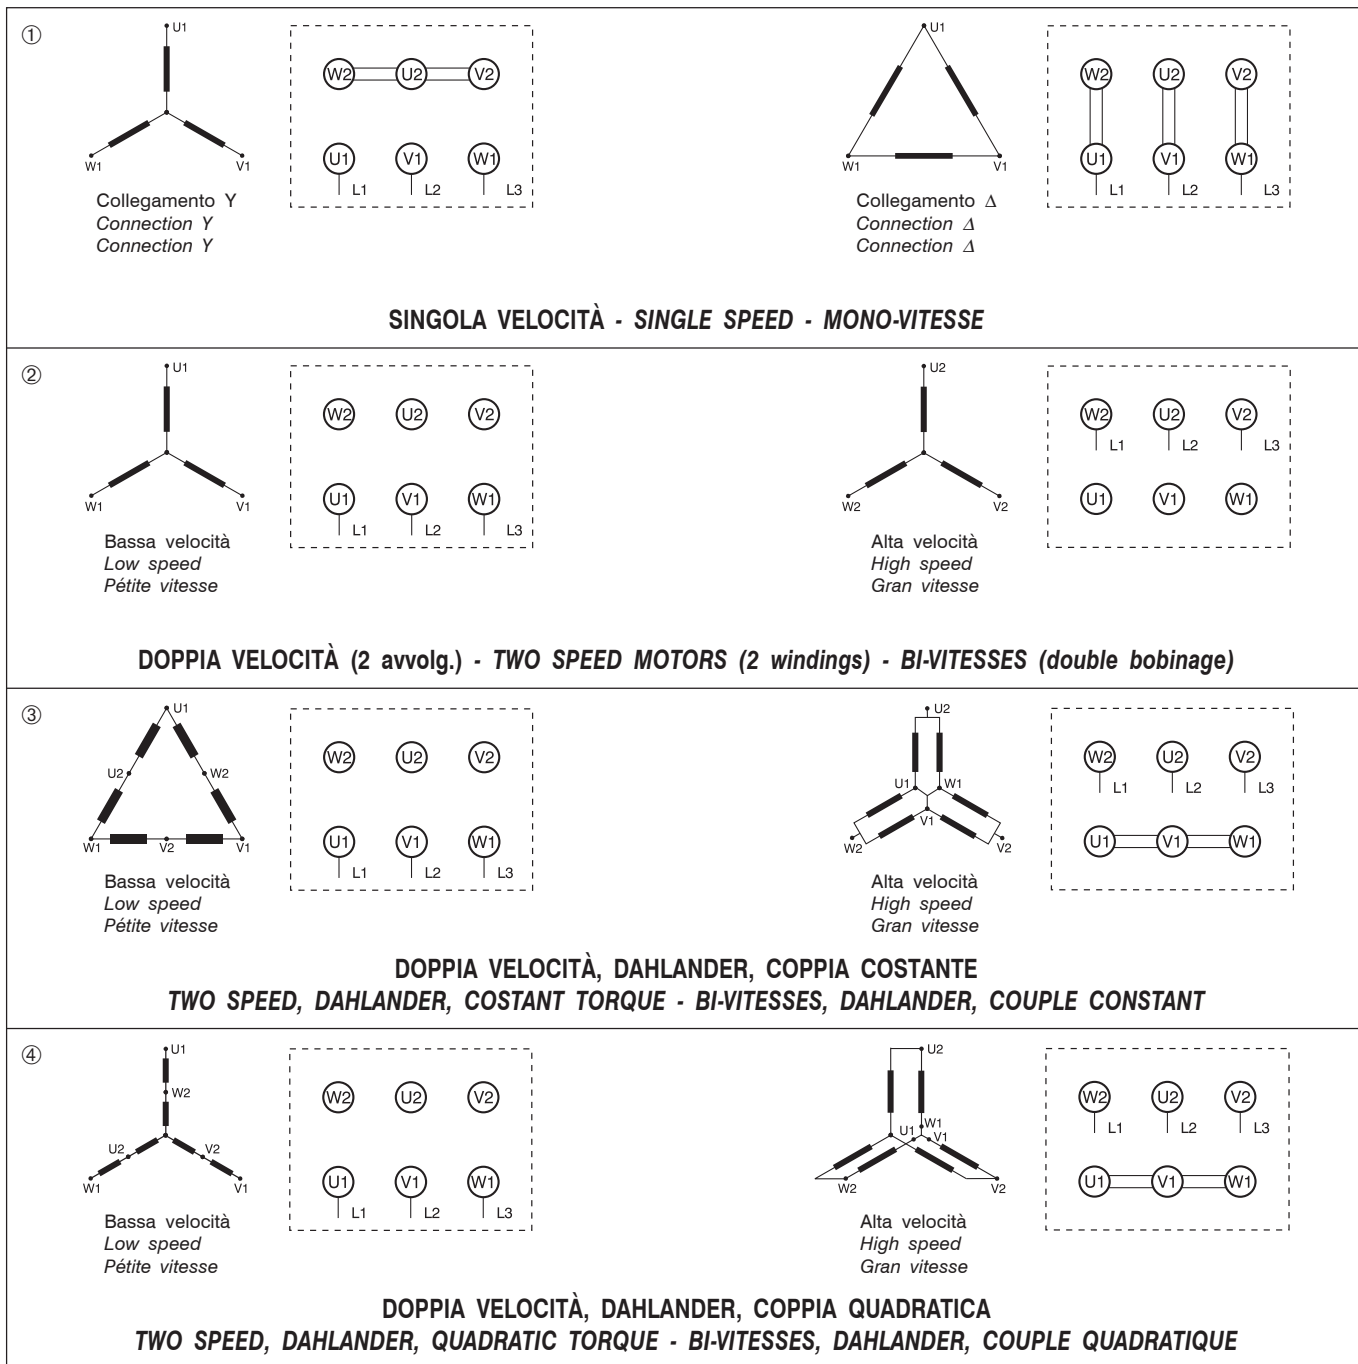 ①
U1
W1 V1
Collegamento Y
Connection Y
Connection Y
W2 U2 V2
U1 V1 W1
L1 L2 L3
U1
W1 V1
Collegamento Δ
Connection Δ
Connection Δ
W2 U2 V2
U1 V1 W1
L1 L2 L3
SINGOLA VELOCITÀ - SINGLE SPEED - MONO-VITESSE
②
U1
W1 V1
Bassa velocità
Low speed
Pétite vitesse
W2 U2 V2
U1 V1 W1
L1 L2 L3
U2
W2 V2
Alta velocità
High speed
Gran vitesse
W2 U2 V2
L1 L2 L3
U1 V1 W1
DOPPIA VELOCITÀ (2 avvolg.) - TWO SPEED MOTORS (2 windings) - BI-VITESSES (double bobinage)
③
U1
U2 W2
W1 V2 V1
Bassa velocità
Low speed
Pétite vitesse
W2 U2 V2
U1 V1 W1
L1 L2 L3
U2
U1 W1
V1
W2 V2
Alta velocità
High speed
Gran vitesse
W2 U2 V2
L1 L2 L3
U1 V1 W1
DOPPIA VELOCITÀ, DAHLANDER, COPPIA COSTANTE
TWO SPEED, DAHLANDER, COSTANT TORQUE - BI-VITESSES, DAHLANDER, COUPLE CONSTANT
④
U1
W2
U2 V2
W1 V1
Bassa velocità
Low speed
Pétite vitesse
W2 U2 V2
U1 V1 W1
L1 L2 L3
U2
W1
U1 V1
W2 V2
Alta velocità
High speed
Gran vitesse
W2 U2 V2
L1 L2 L3
U1 V1 W1
DOPPIA VELOCITÀ, DAHLANDER, COPPIA QUADRATICA
TWO SPEED, DAHLANDER, QUADRATIC TORQUE - BI-VITESSES, DAHLANDER, COUPLE QUADRATIQUE